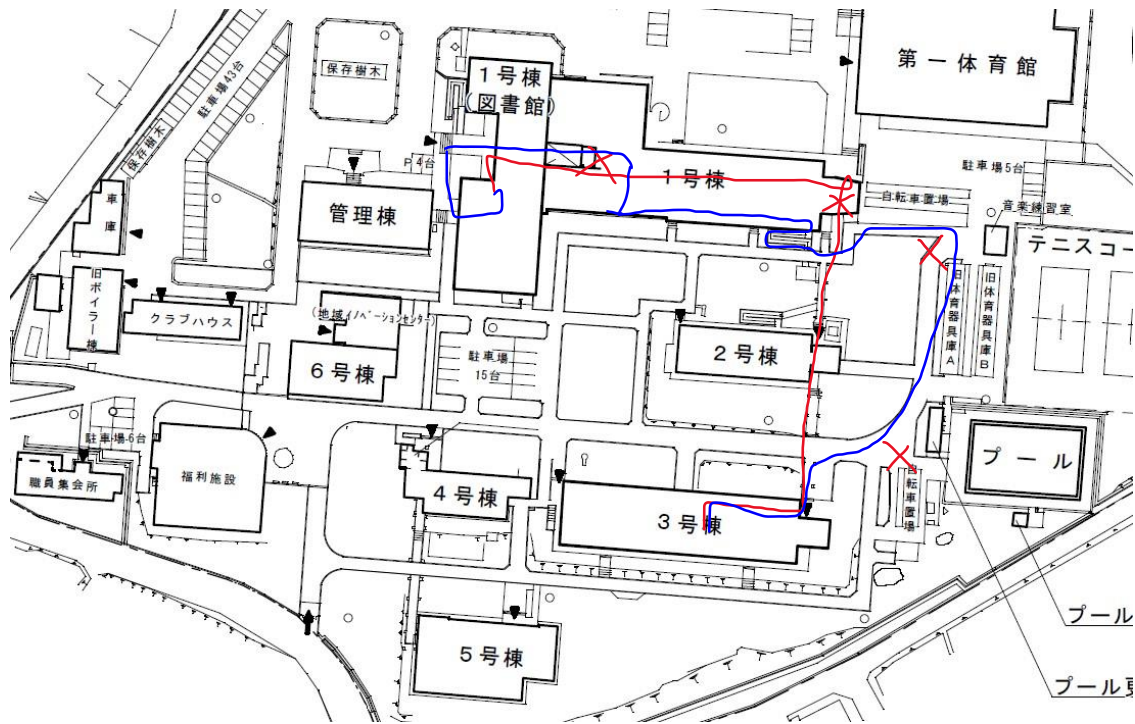 保存樹木
駐車場43台
保存樹木
1号棟
(図書館)
第一体育館
P 4台
1号棟
駐車場5台
管理棟
自転車置場
音楽練習室
車庫
テニスコー
旧ボイラー棟
クラブハウス
(地域イノベーションセンター)
旧体育器具庫A
旧体育器具庫B
6号棟
駐車場
15台
2号棟
駐車場6台
福利施設
職員集会所
4号棟
3号棟
自転車置場
プール
プール
5号棟
プール更